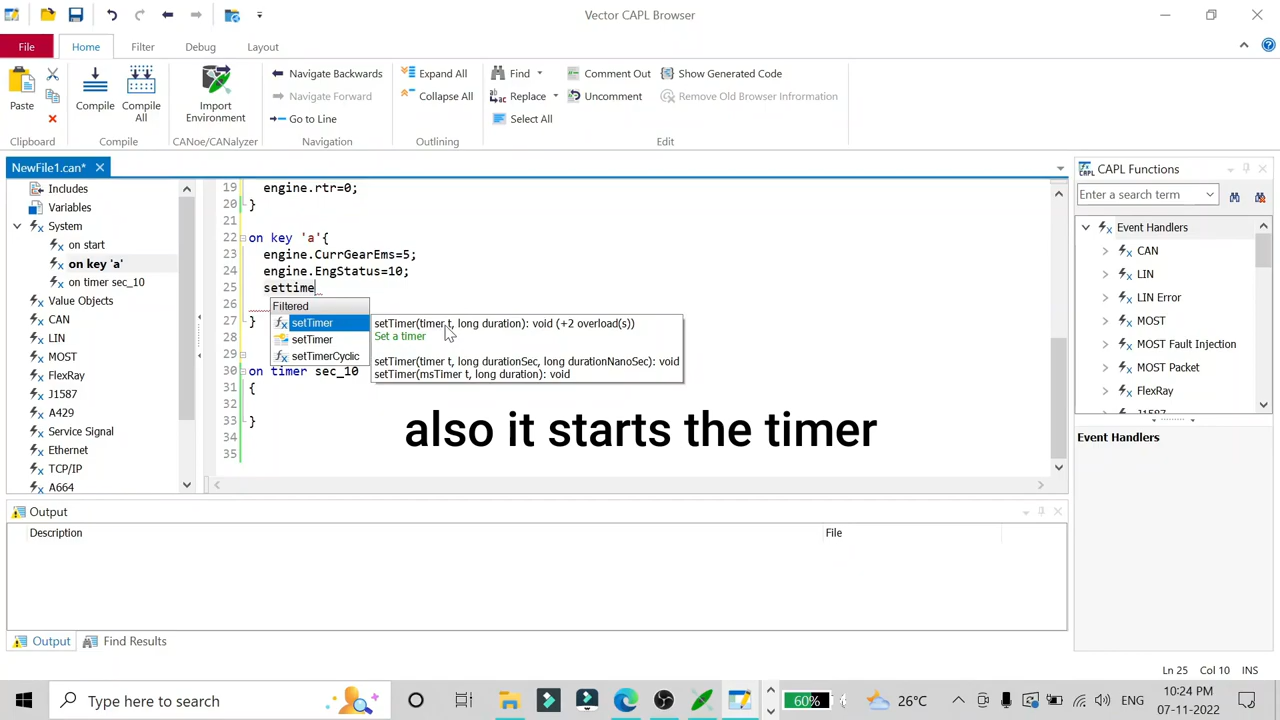 Vector CAPL Browser
File
Home
Filter
Debug
Layout
Paste
Compile
Compile All
Import Environment
Navigate Backwards
Navigate Forward
Go to Line
Expand All
Collapse All
Find
Replace
Select All
Comment Out
Uncomment
Show Generated Code
Remove Old Browser Infrormation
Clipboard
Compile
CANoe/CANalyzer
Navigation
Outlining
Edit
NewFile1.can*
Includes
Variables
System
on start
on key 'a'
on timer sec_10
Value Objects
CAN
LIN
MOST
FlexRay
J1587
A429
Service Signal
Ethernet
TCP/IP
A664
19 engine.rtr=0;
20 }
21
22 on key 'a'{
23 engine.CurrGearEms=5;
24 engine.EngStatus=10;
25 settime
26
27 }
28
29
30 on timer sec_10
31 {
32
33 }
34
35
Filtered
setTimer
setTimer
setTimerCyclic
setTimer(timer t, long duration): void (+2 overload(s))
Set a timer
setTimer(timer t, long durationSec, long durationNanoSec): void
setTimer(msTimer t, long duration): void
also it starts the timer
CAPL Functions
Enter a search term
Event Handlers
CAN
LIN
LIN Error
MOST
MOST Fault Injection
MOST Packet
FlexRay
J1587
Event Handlers
Output
Description
File
Output
Find Results
Ln 25 Col 10 INS
Type here to search
60%
26°C
ENG
10:24 PM
07-11-2022